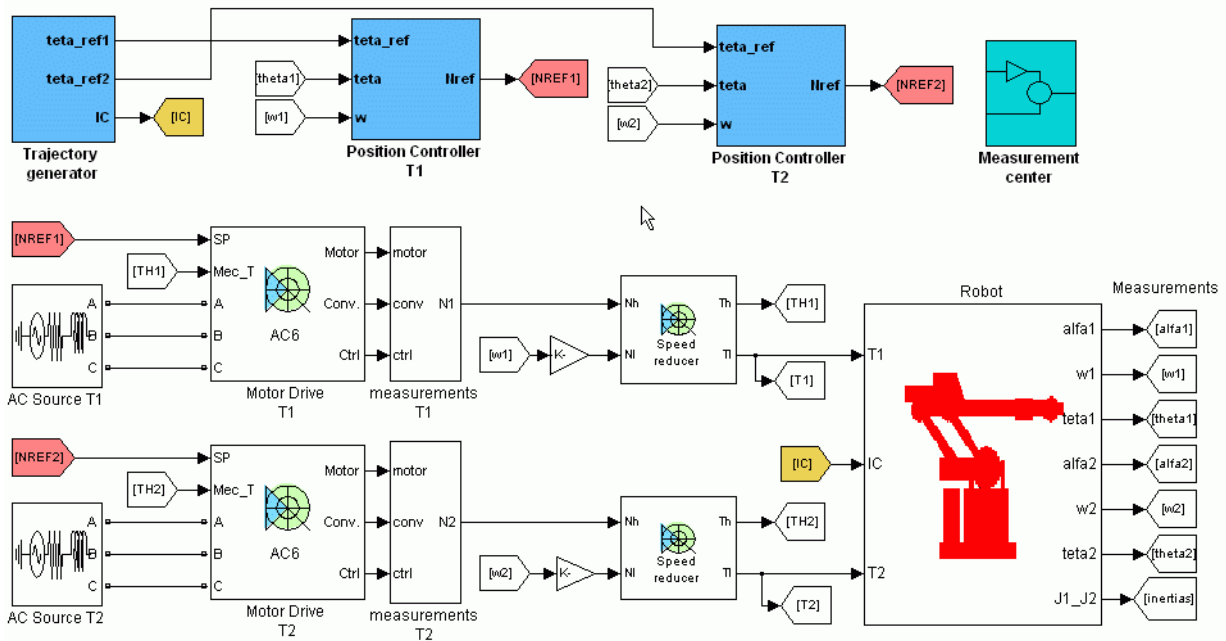 teta_ref1
teta_ref2
IC
Trajectory
generator
[IC]
teta_ref
teta
w
Nref
[theta1]
[w1]
Position Controller
T1
[NREF1]
teta_ref
teta
w
Nref
[theta2]
[w2]
Position Controller
T2
[NREF2]
Measurement
center
[NREF1]
[TH1]
A
B
C
AC Source T1
SP
Mec_T
A
B
C
Motor
Conv.
Ctrl
AC6
Motor Drive
T1
motor
conv
ctrl
N1
measurements
T1
[w1]
K-
Nh
Nl
Th
Tl
Speed
reducer
[TH1]
[T1]
[NREF2]
[TH2]
A
B
C
AC Source T2
SP
Mec_T
A
B
C
Motor
Conv.
Ctrl
AC6
Motor Drive
T2
motor
conv
ctrl
N2
measurements
T2
[w2]
K-
Nh
Nl
Th
Tl
Speed
reducer
[TH2]
[T2]
[IC]
Robot
T1
IC
T2
alfa1
w1
teta1
alfa2
w2
teta2
J1_J2
Measurements
[alfa1]
[w1]
[theta1]
[alfa2]
[w2]
[theta2]
[inertias]